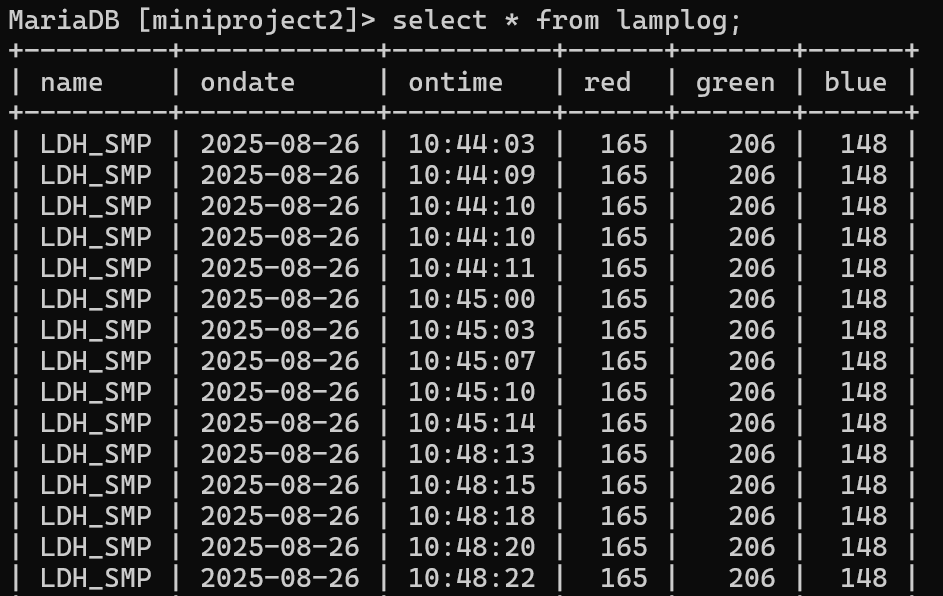 MariaDB [miniproject2]> select * from lamplog;
+---------+------------+----------+------+-------+------+
| name    | ondate     | ontime   | red  | green | blue |
+---------+------------+----------+------+-------+------+
| LDH_SMP | 2025-08-26 | 10:44:03 |  165 |   206 |  148 |
| LDH_SMP | 2025-08-26 | 10:44:09 |  165 |   206 |  148 |
| LDH_SMP | 2025-08-26 | 10:44:10 |  165 |   206 |  148 |
| LDH_SMP | 2025-08-26 | 10:44:10 |  165 |   206 |  148 |
| LDH_SMP | 2025-08-26 | 10:44:11 |  165 |   206 |  148 |
| LDH_SMP | 2025-08-26 | 10:45:00 |  165 |   206 |  148 |
| LDH_SMP | 2025-08-26 | 10:45:03 |  165 |   206 |  148 |
| LDH_SMP | 2025-08-26 | 10:45:07 |  165 |   206 |  148 |
| LDH_SMP | 2025-08-26 | 10:45:10 |  165 |   206 |  148 |
| LDH_SMP | 2025-08-26 | 10:45:14 |  165 |   206 |  148 |
| LDH_SMP | 2025-08-26 | 10:48:13 |  165 |   206 |  148 |
| LDH_SMP | 2025-08-26 | 10:48:15 |  165 |   206 |  148 |
| LDH_SMP | 2025-08-26 | 10:48:18 |  165 |   206 |  148 |
| LDH_SMP | 2025-08-26 | 10:48:20 |  165 |   206 |  148 |
| LDH_SMP | 2025-08-26 | 10:48:22 |  165 |   206 |  148 |